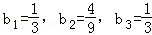 b₁=1/3, b₂=4/9, b₃=1/3